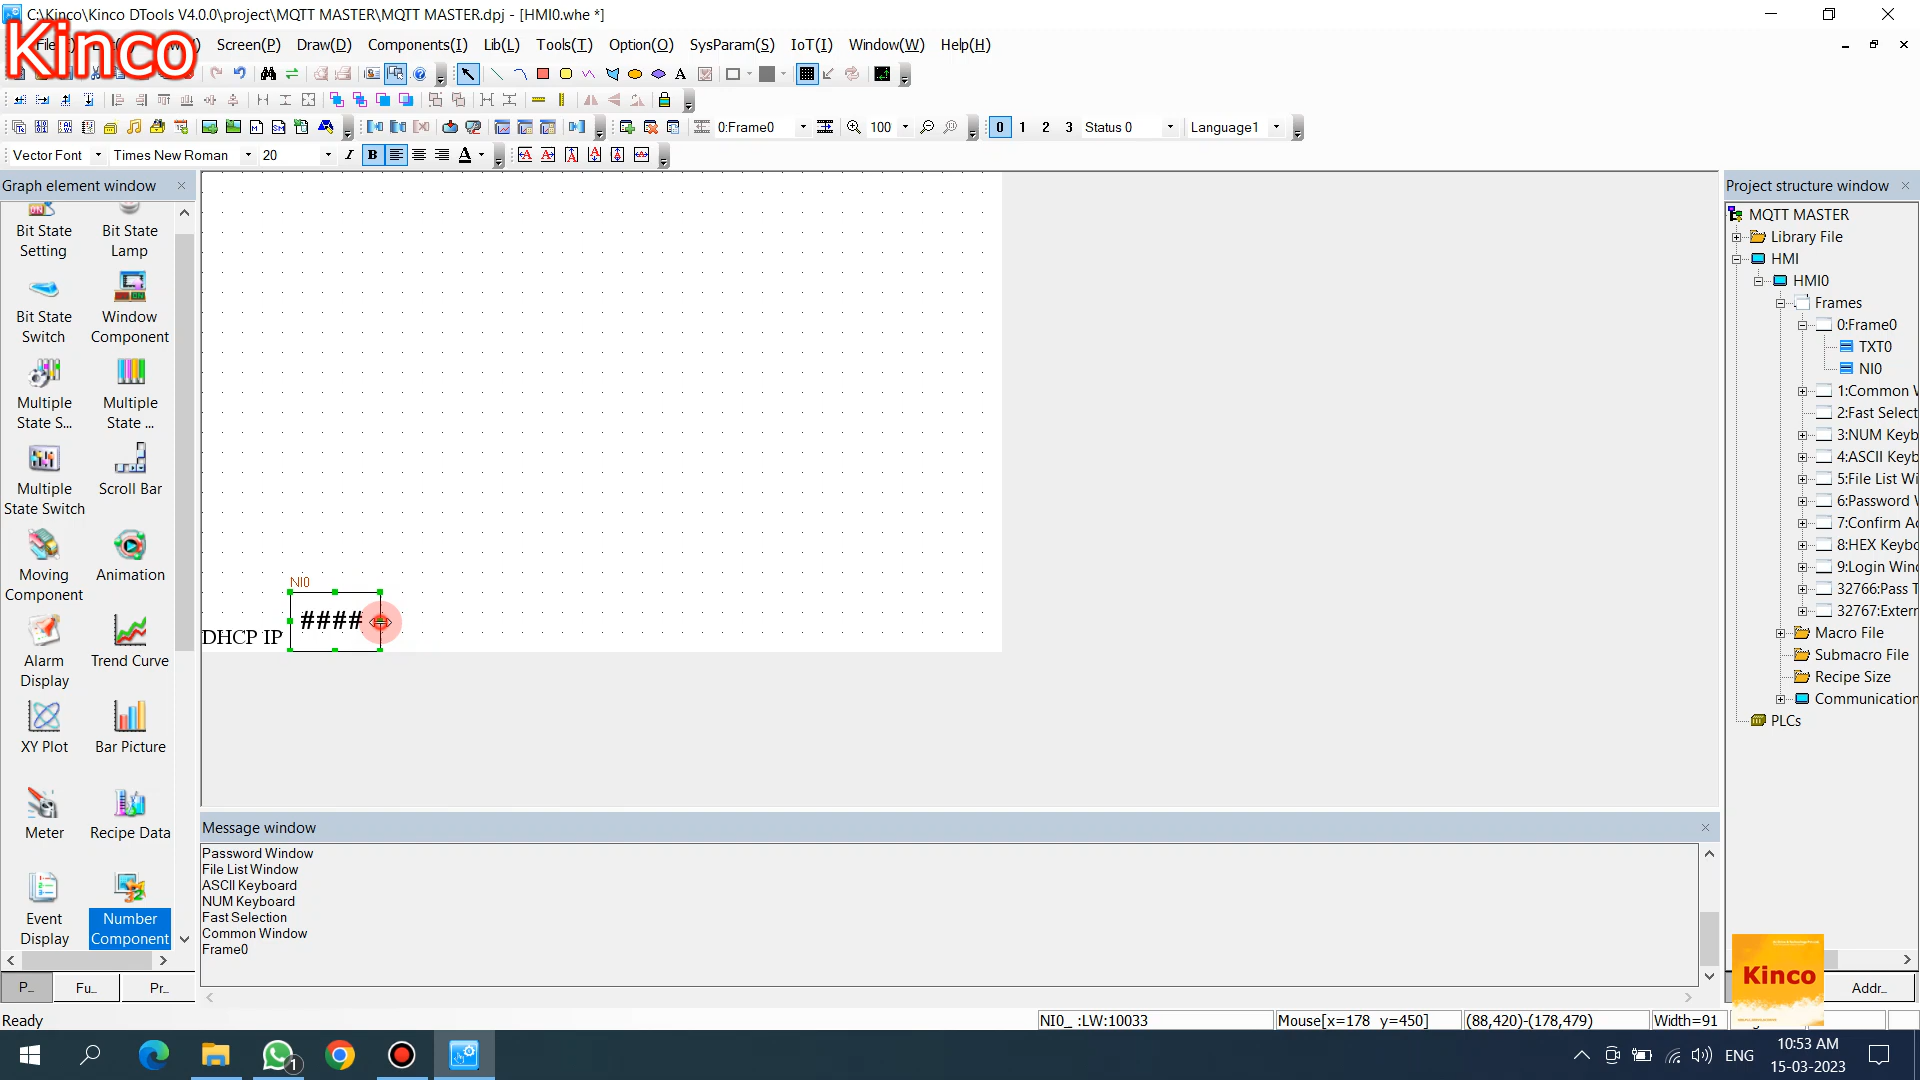 C:\Kinco\Kinco DTools V4.0.0\project\MQTT MASTER\MQTT MASTER.dpj - [HMI0.whe *]
Kinco
Screen(P) Draw(D) Components(I) Lib(L) Tools(T) Option(O) SysParam(S) IoT(I) Window(W) Help(H)
0:Frame0 100 0 1 2 3 Status 0 Language1
Vector Font Times New Roman 20
Graph element window
Bit State Setting
Bit State Lamp
Bit State Switch
Window Component
Multiple State S...
Multiple State ...
Multiple State Switch
Scroll Bar
Moving Component
Animation
Alarm Display
Trend Curve
XY Plot
Bar Picture
Meter
Recipe Data
Event Display
Number Component
P... Fu... Pr...
NI0
####
DHCP IP
Message window
Password Window
File List Window
ASCII Keyboard
NUM Keyboard
Fast Selection
Common Window
Frame0
Project structure window
MQTT MASTER
Library File
HMI
HMI0
Frames
0:Frame0
TXT0
NI0
1:Common W
2:Fast Select
3:NUM Keyb
4:ASCII Keyb
5:File List Wi
6:Password W
7:Confirm Ac
8:HEX Keybo
9:Login Winc
32766:Pass T
32767:Extern
Macro File
Submacro File
Recipe Size
Communication
PLCs
Kinco
Addr...
Ready
NI0_ :LW:10033
Mouse[x=178 y=450]
(88,420)-(178,479)
Width=91
1
ENG
10:53 AM
15-03-2023